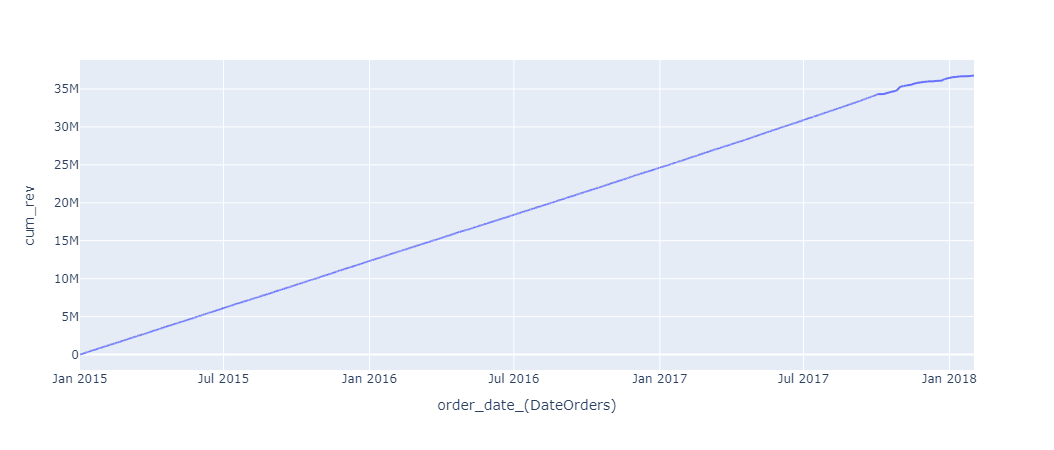 35M
30M
25M
20M
15M
10M
5M
0
cum_rev
Jan 2015 Jul 2015 Jan 2016 Jul 2016 Jan 2017 Jul 2017 Jan 2018
order_date_(DateOrders)